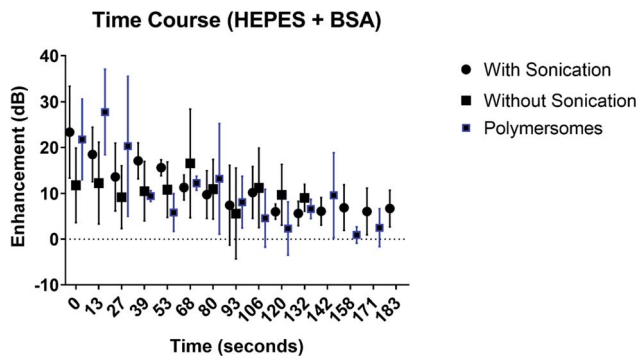 Time Course (HEPES + BSA)
Enhancement (dB)
40
30
20
10
0
-10
0 13 27 39 53 68 80 93 106 120 132 142 158 171 183
Time (seconds)
With Sonication
Without Sonication
Polymersomes